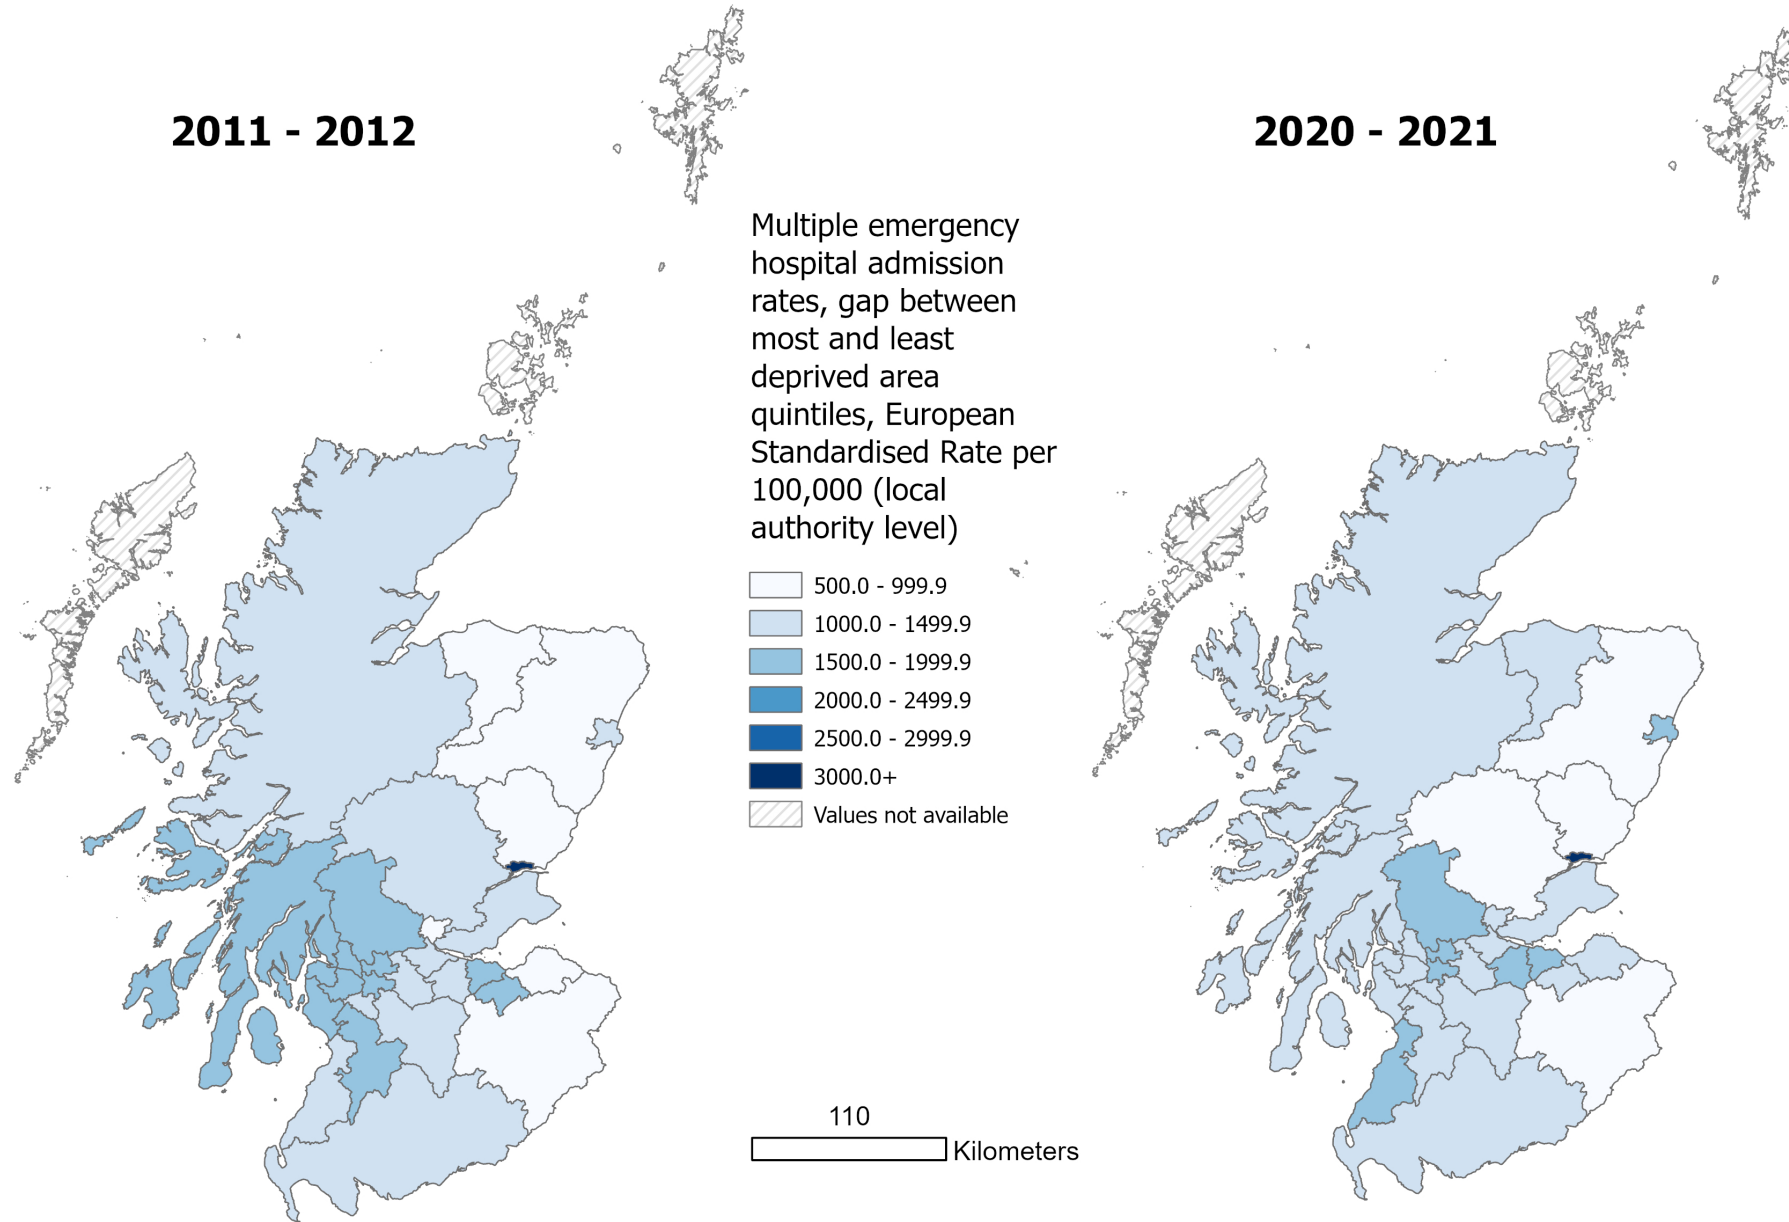 2011 - 2012
2020 - 2021
Multiple emergency
hospital admission
rates, gap between
most and least
deprived area
quintiles, European
Standardised Rate per
100,000 (local
authority level)
500.0 - 999.9
1000.0 - 1499.9
1500.0 - 1999.9
2000.0 - 2499.9
2500.0 - 2999.9
3000.0+
Values not available
110
Kilometers